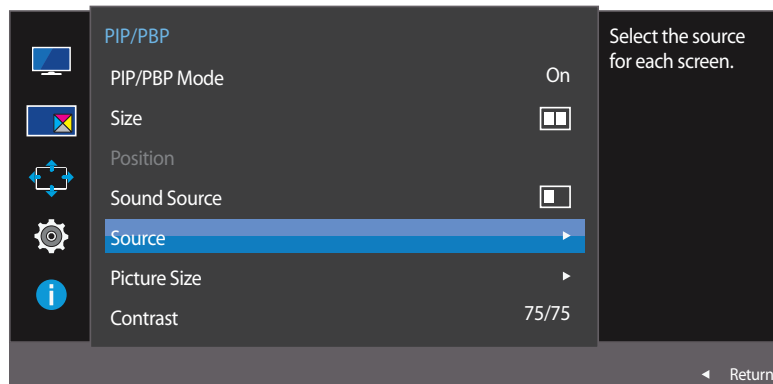 PIP/PBP
PIP/PBP Mode On
Size
Position
Sound Source
Source
Picture Size
Contrast 75/75
Select the source
for each screen.
Return